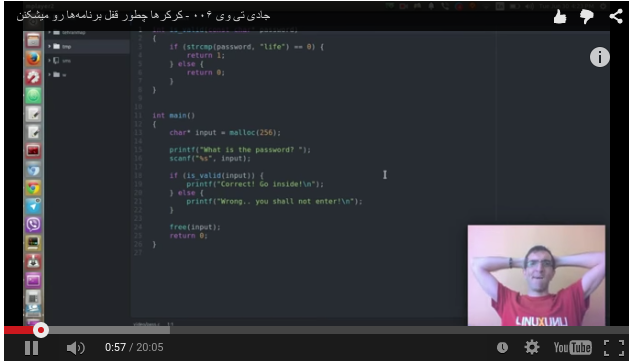 جادی تی وی ۰۰۶ - کرکرها چطور قفل برنامه‌ها رو میشکنن
tmp
{
if (strcmp(password, "life") == 0) {
return 1;
} else {
return 0;
}
}
int main()
{
char* input = malloc(256);
printf("What is the password? ");
scanf("%s", input);
if (is_valid(input)) {
printf("Correct! Go inside!\n");
} else {
printf("Wrong.. you shall not enter!\n");
}
free(input);
return 0;
}
0:57 / 20:05
YouTube